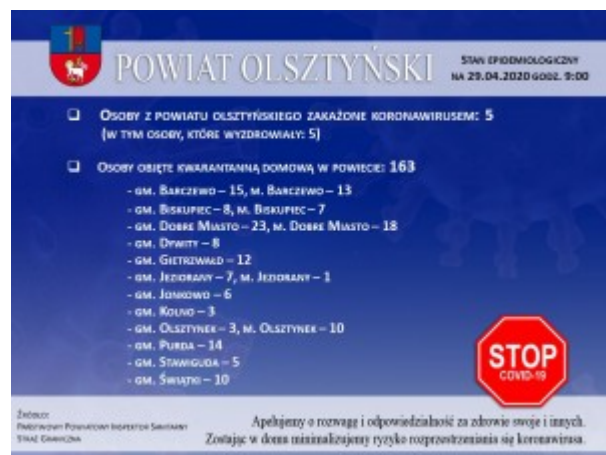 POWIAT OLSZTYŃSKI
STAN EPIDEMIOLOGICZNY
NA 29.04.2020 GODZ. 9:00
OSOBY Z POWIATU OLSZTYŃSKIEGO ZAKAŻONE KORONAWIRUSEM: 5
(W TYM OSOBY, KTÓRE WYZDROWIAŁY: 5)
OSOBY OBJĘTE KWARANTANNĄ DOMOWĄ W POWIECIE: 163
- GM. BARCZEWO – 15, M. BARCZEWO – 13
- GM. BISKUPIEC – 8, M. BISKUPIEC – 7
- GM. DOBRE MIASTO – 23, M. DOBRE MIASTO – 18
- GM. DYWITY – 8
- GM. GIETRZWAŁD – 12
- GM. JEZIORANY – 7, M. JEZIORANY – 1
- GM. JONKOWO – 6
- GM. KOLNO – 3
- GM. OLSZTYNEK – 3, M. OLSZTYNEK – 10
- GM. PURDA – 14
- GM. STAWIGUDA – 5
- GM. ŚWIĄTKI – 10
STOP
COVID-19
ŹRÓDŁO:
PAŃSTWOWY POWIATOWY INSPEKTOR SANITARNY
STRAŻ GRANICZNA
Apelujemy o rozwagę i odpowiedzialność za zdrowie swoje i innych.
Zostając w domu minimalizujemy ryzyko rozprzestrzeniania się koronawirusa.